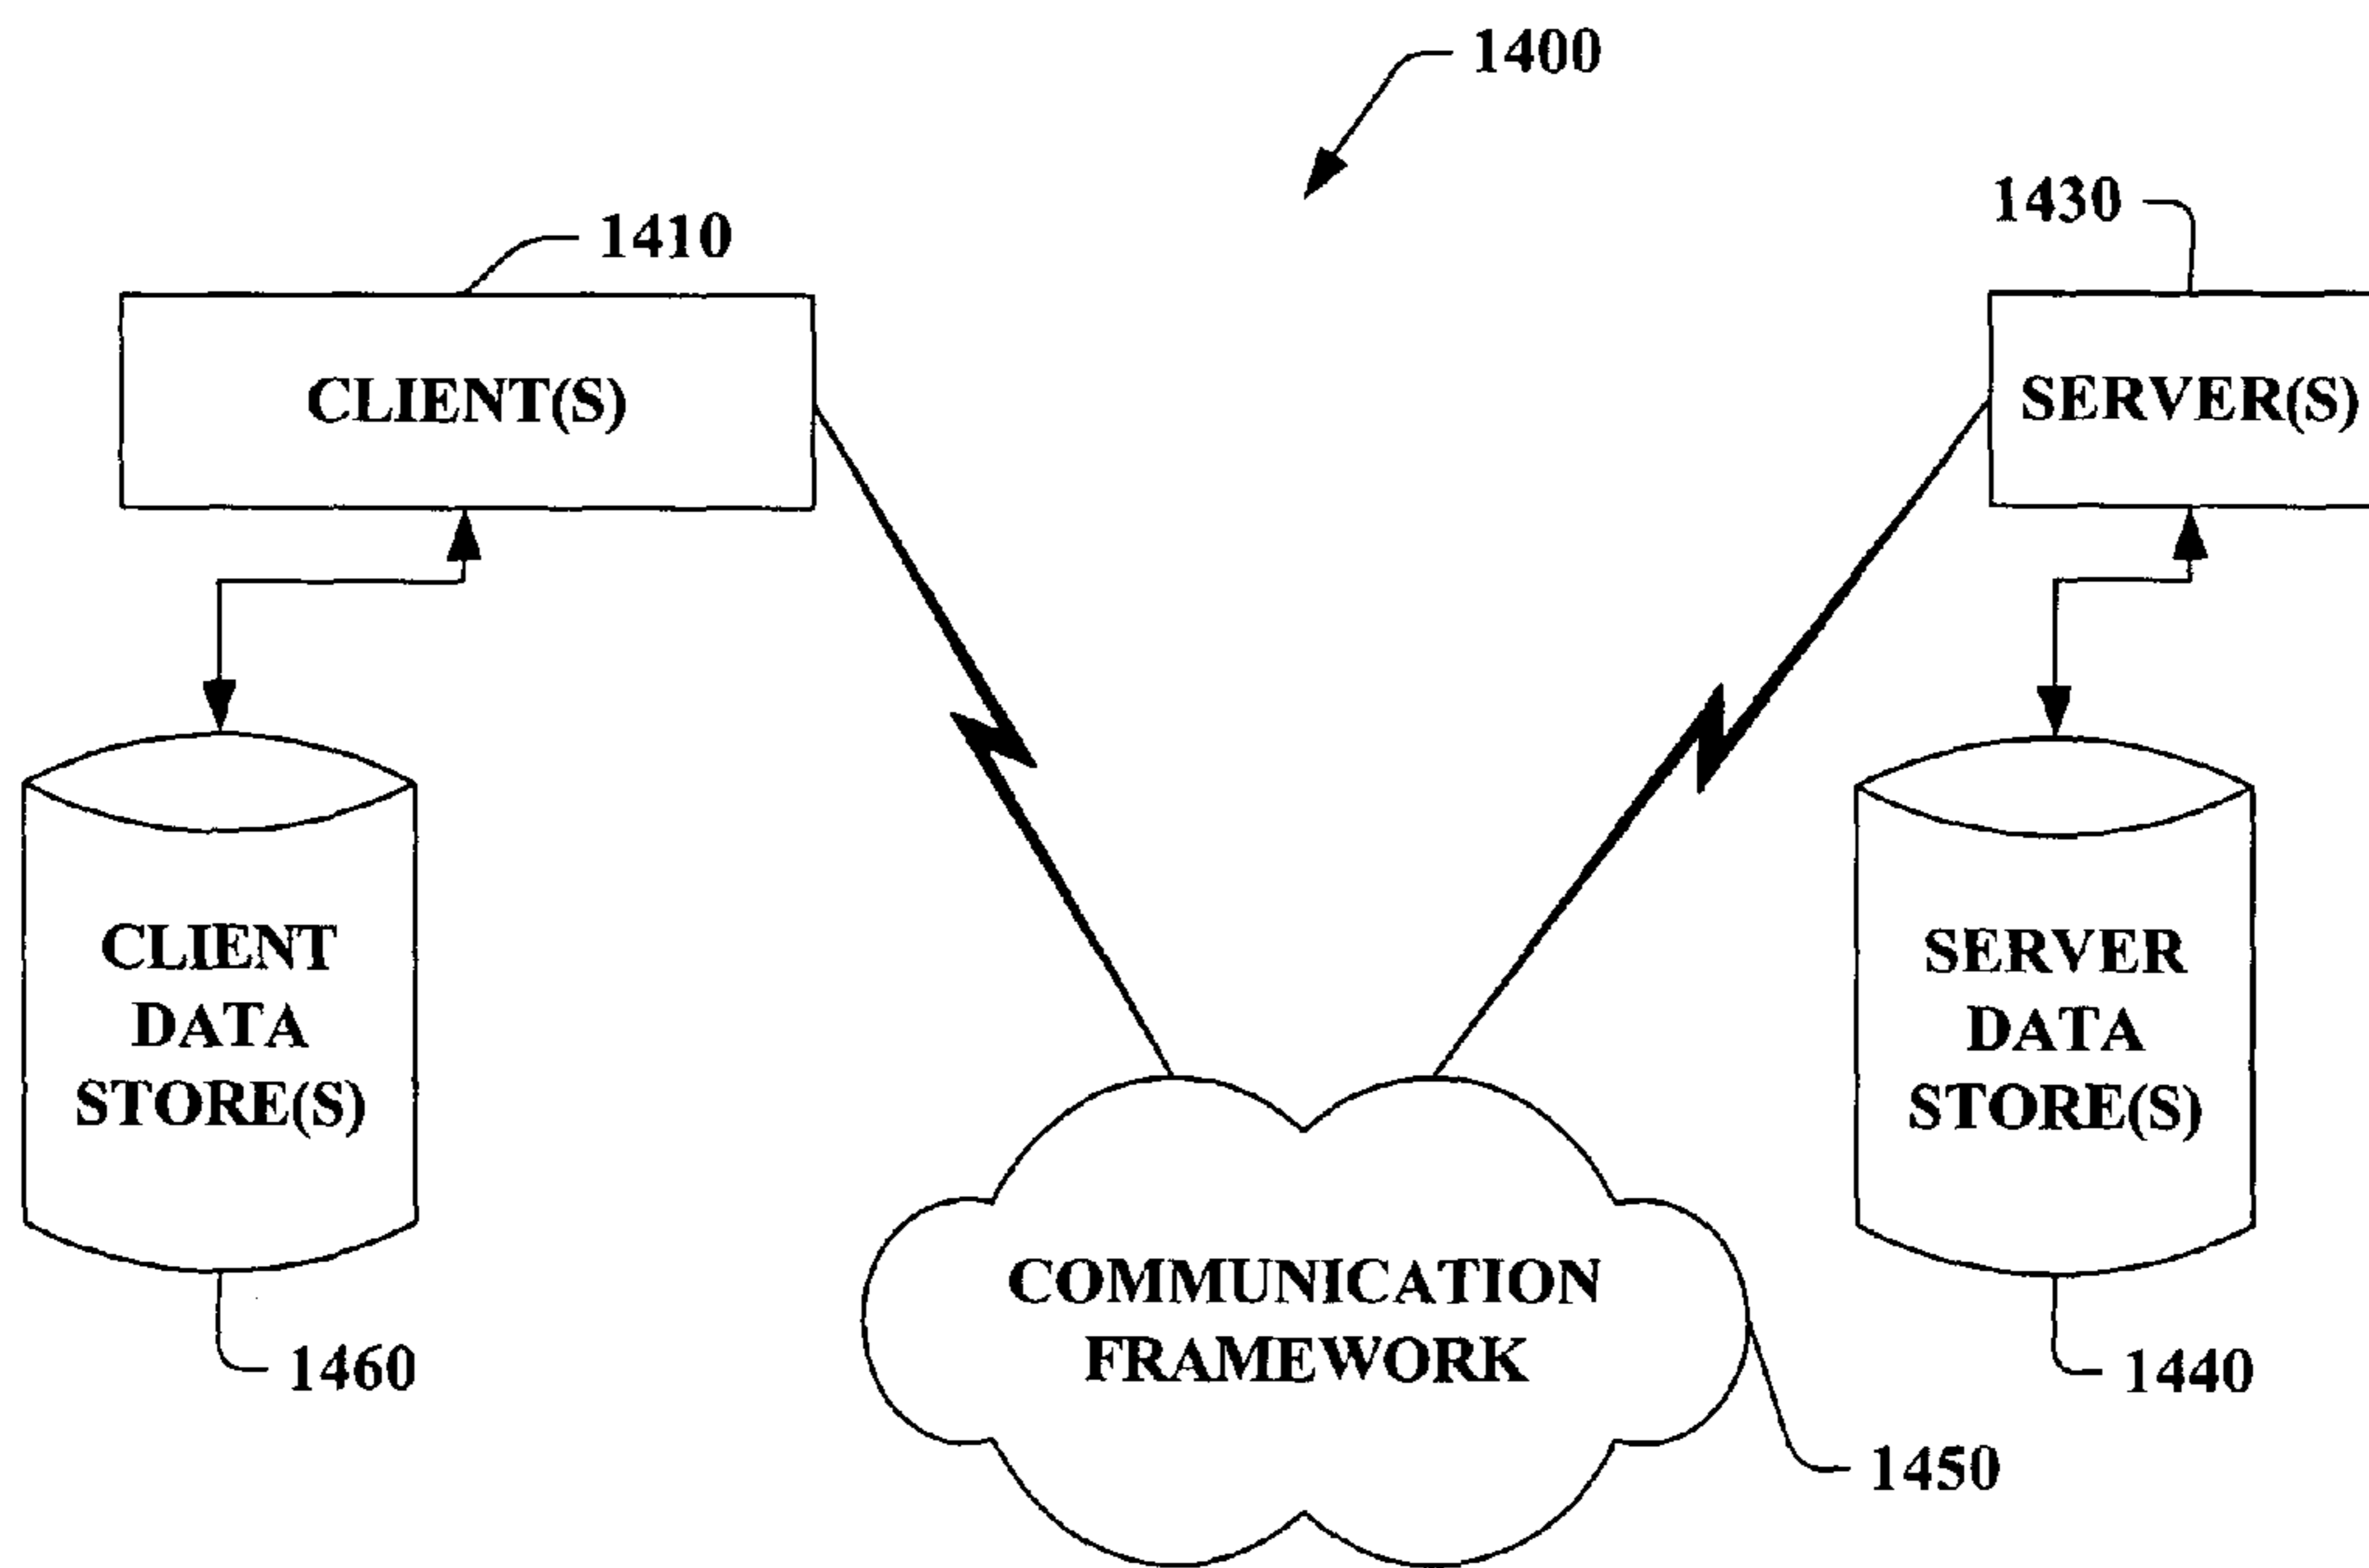 1400
1410
1430
CLIENT(S)
SERVER(S)
CLIENT
DATA
STORE(S)
SERVER
DATA
STORE(S)
COMMUNICATION
FRAMEWORK
1460
1440
1450